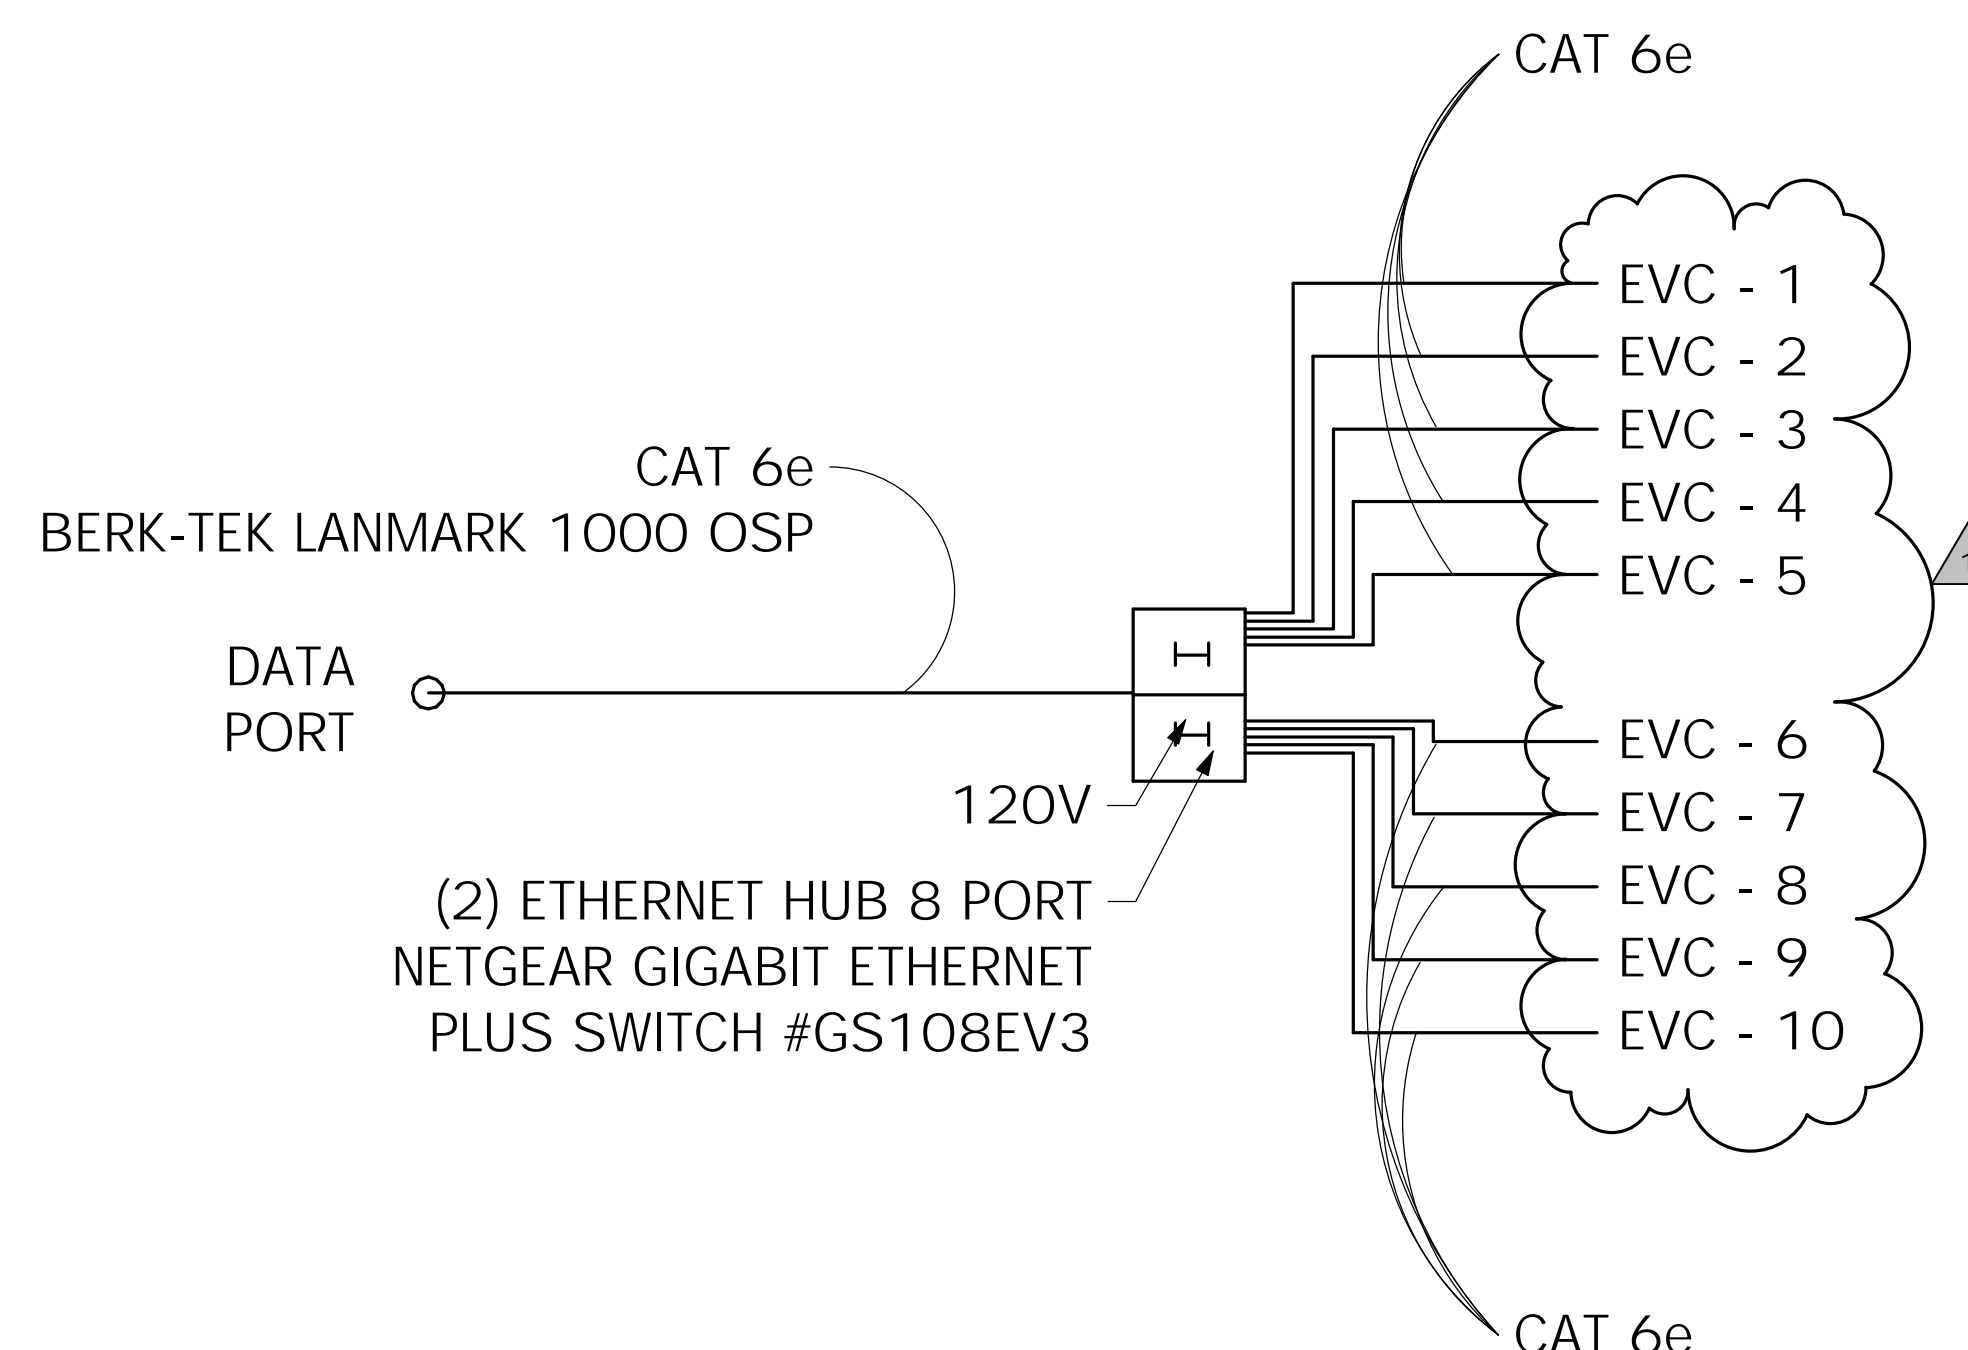 CAT 6e
EVC - 1
EVC - 2
EVC - 3
EVC - 4
EVC - 5
CAT 6e
BERK-TEK LANMARK 1000 OSP
DATA
PORT
EVC - 6
EVC - 7
EVC - 8
EVC - 9
EVC - 10
120V
(2) ETHERNET HUB 8 PORT
NETGEAR GIGABIT ETHERNET
PLUS SWITCH #GS108EV3
CAT 6e